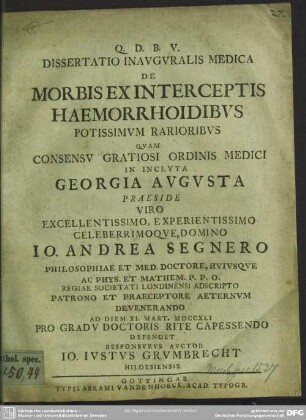 Q. D. B. V.
DISSERTATIO INAVGVRALIS MEDICA
DE
MORBIS EX INTERCEPTIS
HAEMORRHOIDIBVS
POTISSIMVM RARIORIBVS
QVAM
CONSENSV GRATIOSI ORDINIS MEDICI
IN INCLYTA
GEORGIA AVGVSTA
PRAESIDE
VIRO
EXCELLENTISSIMO, EXPERIENTISSIMO
CELEBERRIMOQVE, DOMINO
IO. ANDREA SEGNERO
PHILOSOPHIAE ET MED. DOCTORE, HVIVSQVE
AC PHYS. ET MATHEM. P. P. O.
REGIAE SOCIETATI LONDINENSI ADSCRIPTO
PATRONO ET PRAECEPTORE AETERNVM
DEVENERANDO
AD DIEM XI. MART. MDCCXLI
PRO GRADV DOCTORIS RITE CAPESSENDO
DEFENDET
RESPONSVRVS AVCTOR
IO. IVSTVS GRVMBRECHT
HILDESIENSIS
GOTTINGAE
TYPIS ABRAMI VANDENHOECK, ACAD. TYPOGR.